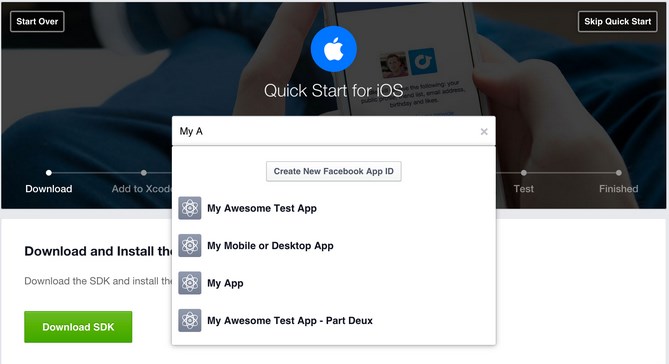 Start Over
Skip Quick Start
Quick Start for iOS
My A
Create New Facebook App ID
Download
Add to Xcod
Test
Finished
My Awesome Test App
My Mobile or Desktop App
My App
My Awesome Test App - Part Deux
Download and Install the
Download the SDK and install the
Download SDK